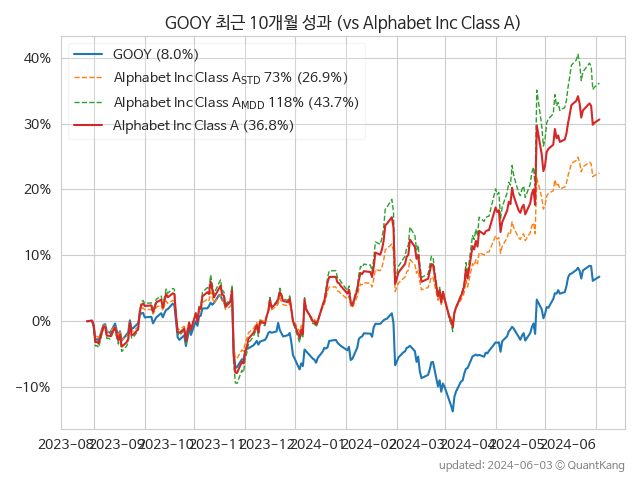 GOOY 최근 10개월 성과 (vs Alphabet Inc Class A)
GOOY (8.0%)
Alphabet Inc Class ASTD 73% (26.9%)
Alphabet Inc Class AMDD 118% (43.7%)
Alphabet Inc Class A (36.8%)
40%
30%
20%
10%
0%
−10%
2023-08 2023-09 2023-10 2023-11 2023-12 2024-01 2024-02 2024-03 2024-04 2024-05 2024-06
updated: 2024-06-03 © QuantKang